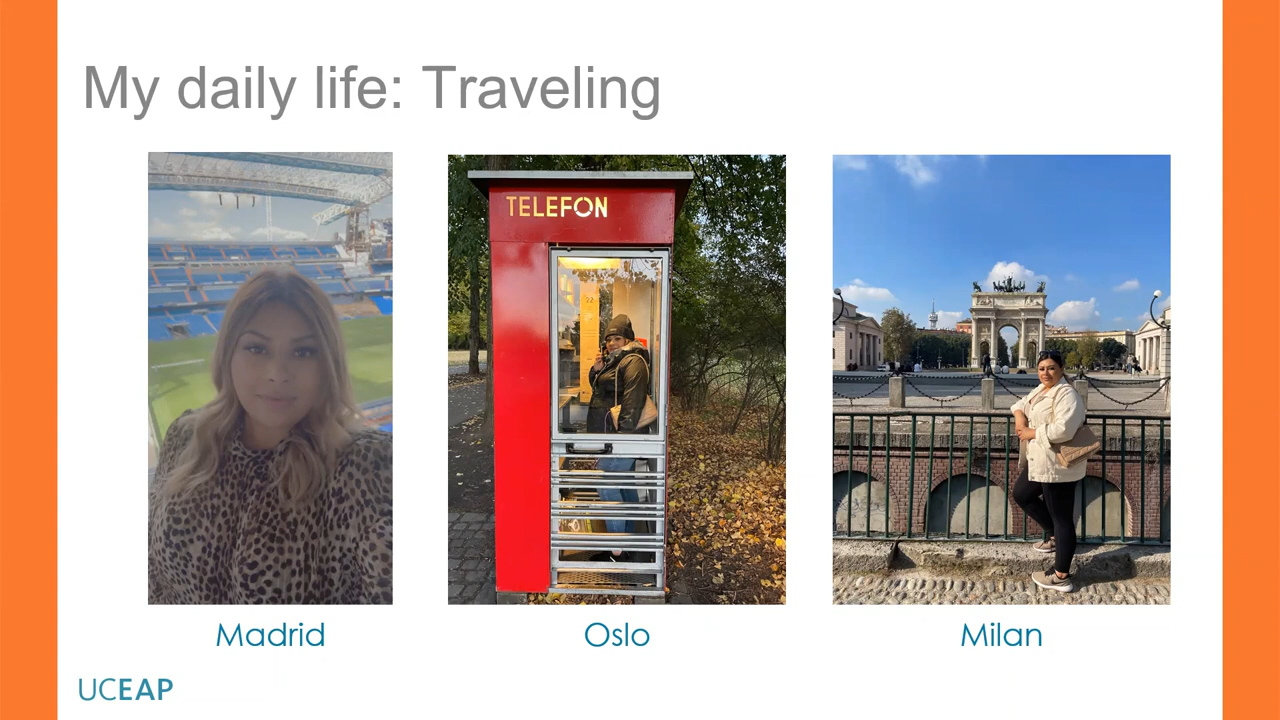 My daily life: Traveling
TELEFON
Madrid
Oslo
Milan
UCEAP